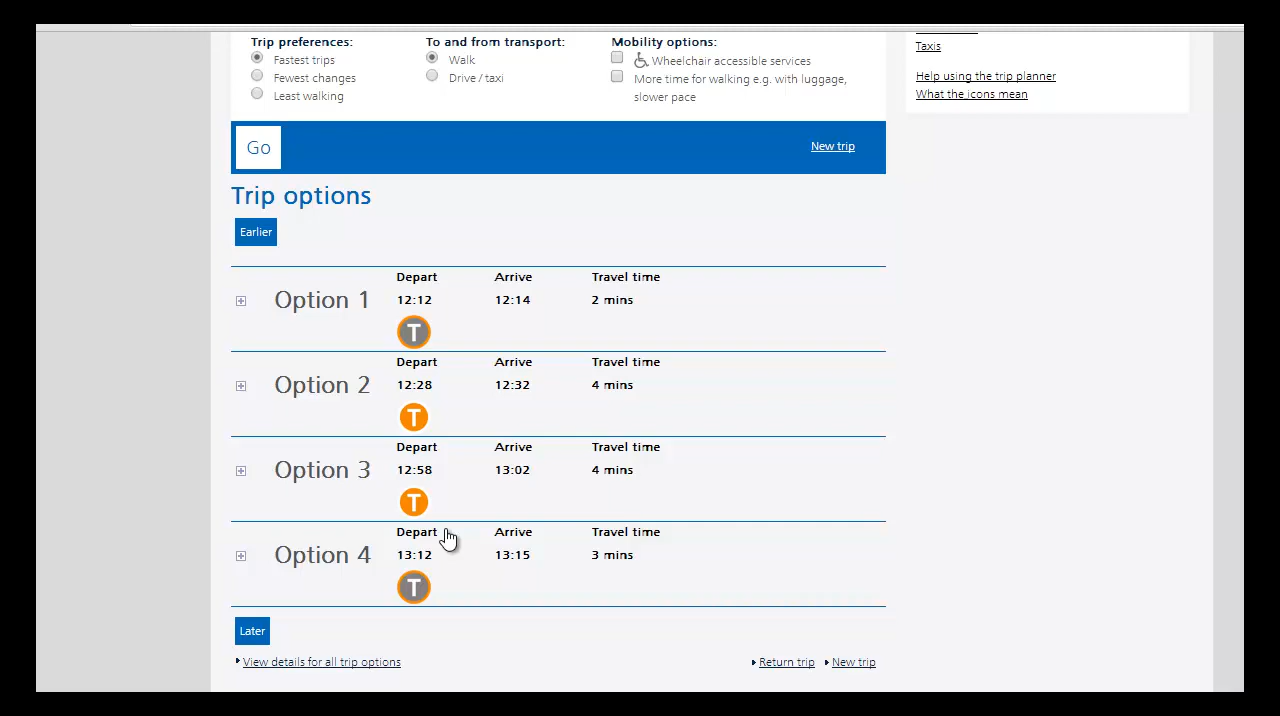 Trip preferences: To and from transport: Mobility options:
Fastest trips Walk Wheelchair accessible services
Fewest changes Drive / taxi More time for walking e.g. with luggage,
slower pace
Least walking
Taxis
Help using the trip planner
What the icons mean
Go New trip
Trip options
Earlier
Depart Arrive Travel time
Option 1 12:12 12:14 2 mins
T
Depart Arrive Travel time
Option 2 12:28 12:32 4 mins
T
Depart Arrive Travel time
Option 3 12:58 13:02 4 mins
T
Depart Arrive Travel time
Option 4 13:12 13:15 3 mins
T
Later
View details for all trip options Return trip New trip